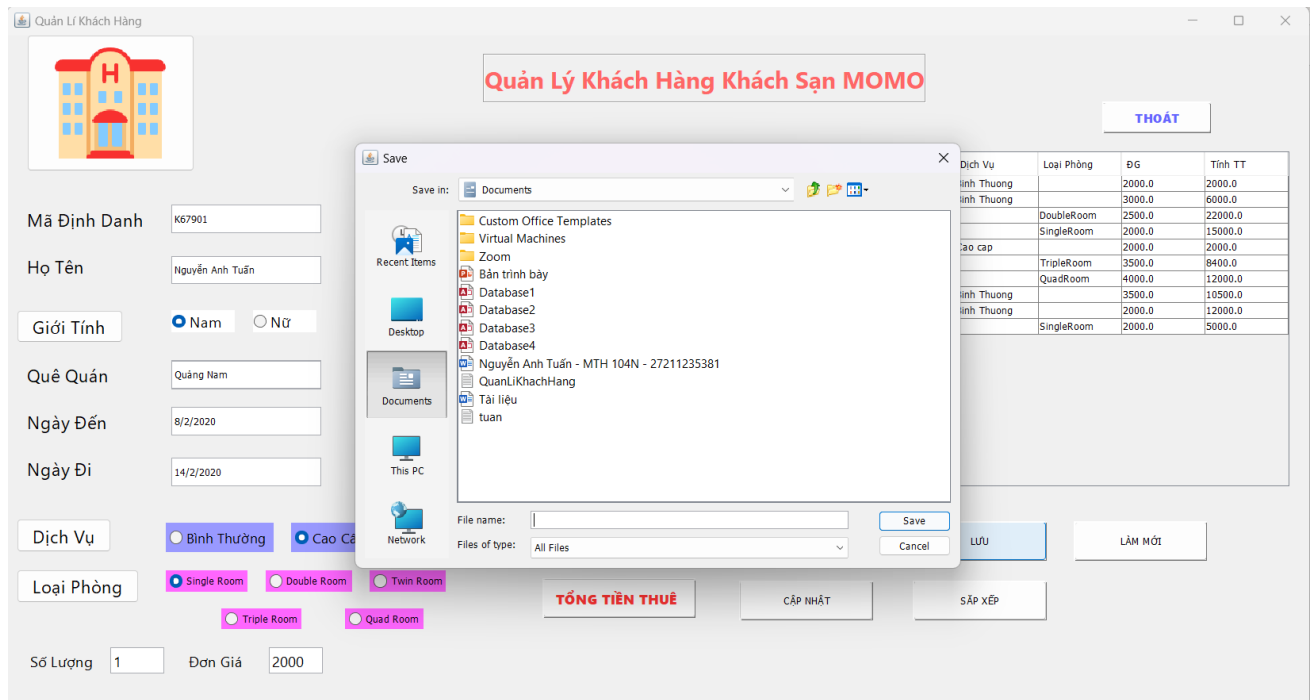 Quản Lí Khách Hàng
H
Quản Lý Khách Hàng Khách Sạn MOMO
THOÁT
Mã Định Danh
K67901
Họ Tên
Nguyễn Anh Tuấn
Giới Tính
Nam
Nữ
Quê Quán
Quảng Nam
Ngày Đến
8/2/2020
Ngày Đi
14/2/2020
Dịch Vụ
Bình Thường
Loại Phòng
Single Room
Double Room
Twin Room
Triple Room
Quad Room
Số Lượng
1
Đơn Giá
2000
Save
Save in:
Documents
Recent Items
Desktop
Documents
This PC
Network
Custom Office Templates
Virtual Machines
Zoom
Bản trình bày
Database1
Database2
Database3
Database4
Nguyễn Anh Tuấn - MTH 104N - 27211235381
QuanLiKhachHang
Tài liệu
tuan
File name:
Save
Files of type:
All Files
Cancel
Dịch Vụ Loại Phòng ĐG Tính TT
Binh Thuong 2000.0 2000.0
Binh Thuong 3000.0 6000.0
DoubleRoom 2500.0 22000.0
SingleRoom 2000.0 15000.0
Cao cap 2000.0 2000.0
TripleRoom 3500.0 8400.0
QuadRoom 4000.0 12000.0
Binh Thuong 3500.0 10500.0
Binh Thuong 2000.0 12000.0
SingleRoom 2000.0 5000.0
LƯU
LÀM MỚI
TỔNG TIỀN THUÊ
CẬP NHẬT
SẮP XẾP
Cao Cấ